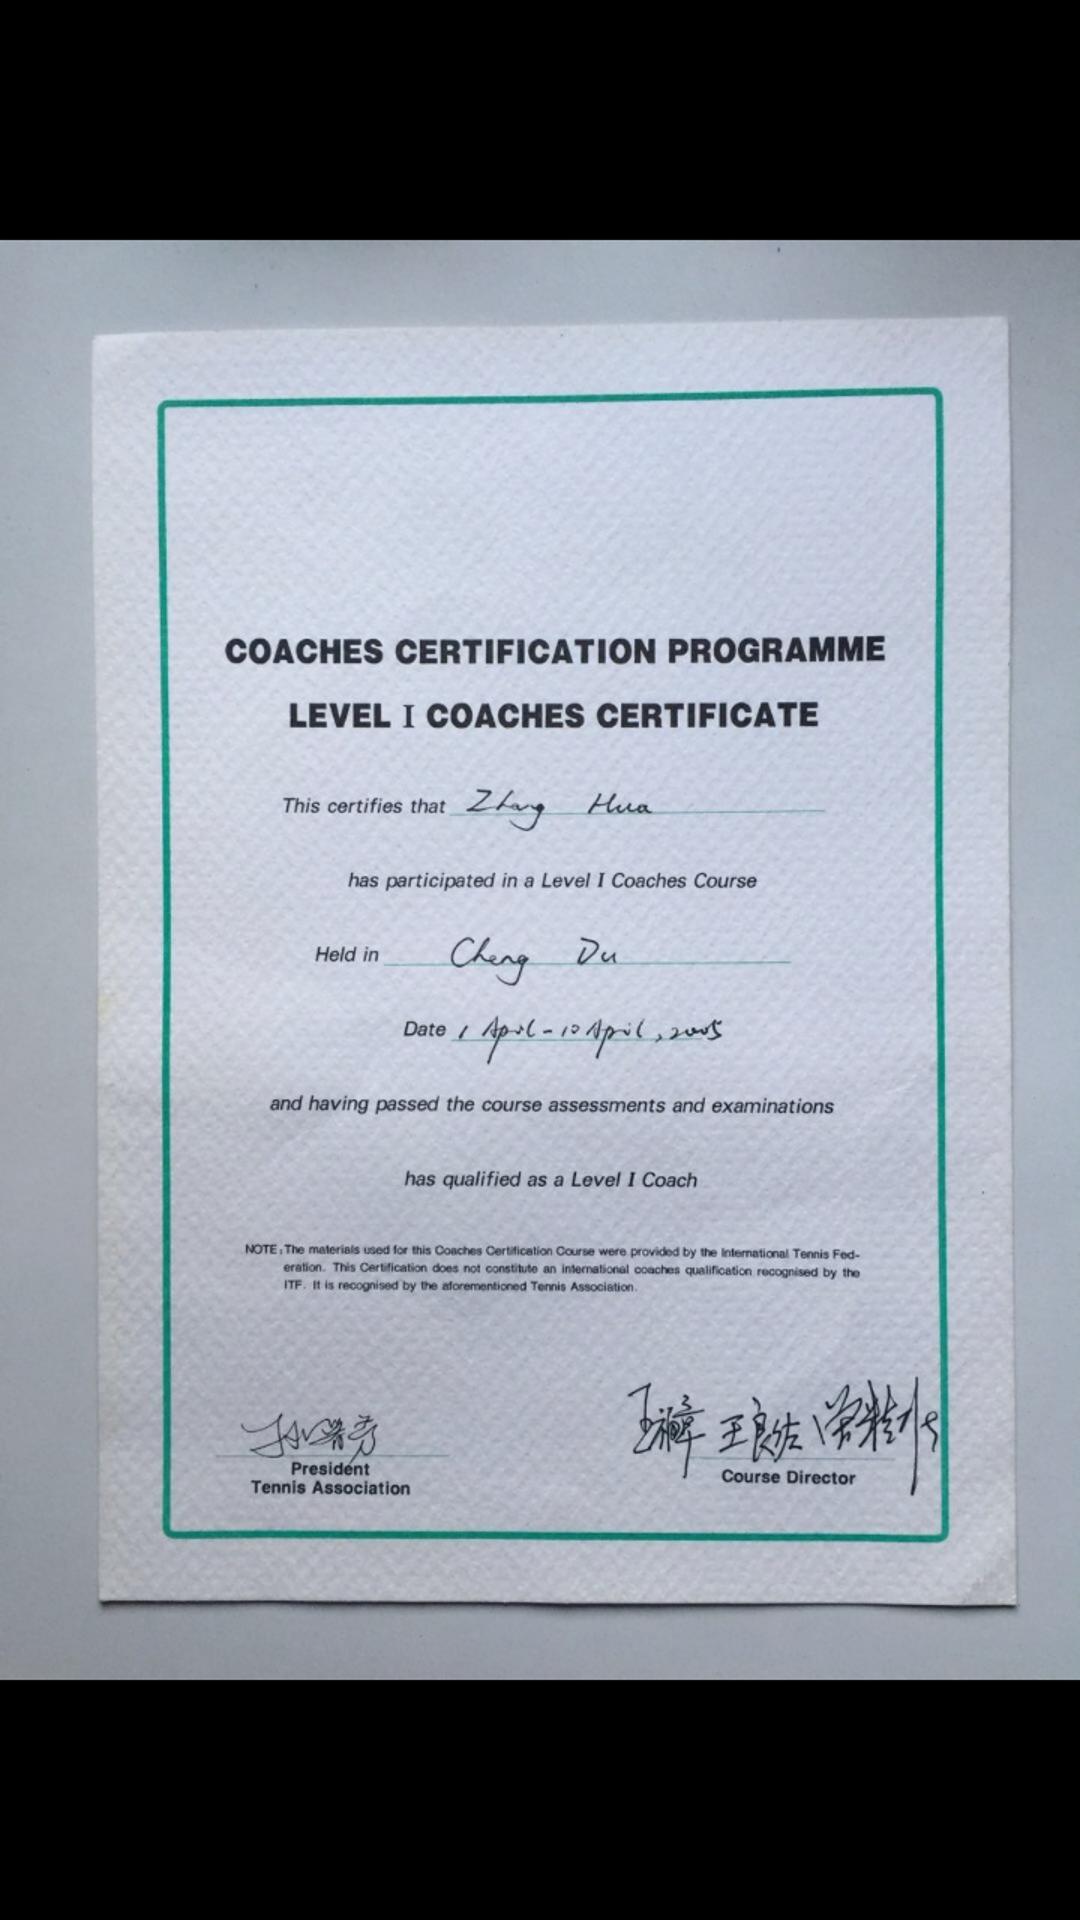 COACHES CERTIFICATION PROGRAMME
LEVEL I COACHES CERTIFICATE
This certifies that Zhang Hua
has participated in a Level I Coaches Course
Held in Cheng Du
Date 1 April - 10 April, 2005
and having passed the course assessments and examinations
has qualified as a Level I Coach
NOTE: The materials used for this Coaches Certification Course were provided by the International Tennis Fed-
eration. This Certification does not constitute an international coaches qualification recognised by the
ITF. It is recognised by the aforementioned Tennis Association.
王良佐
President
Tennis Association
Course Director